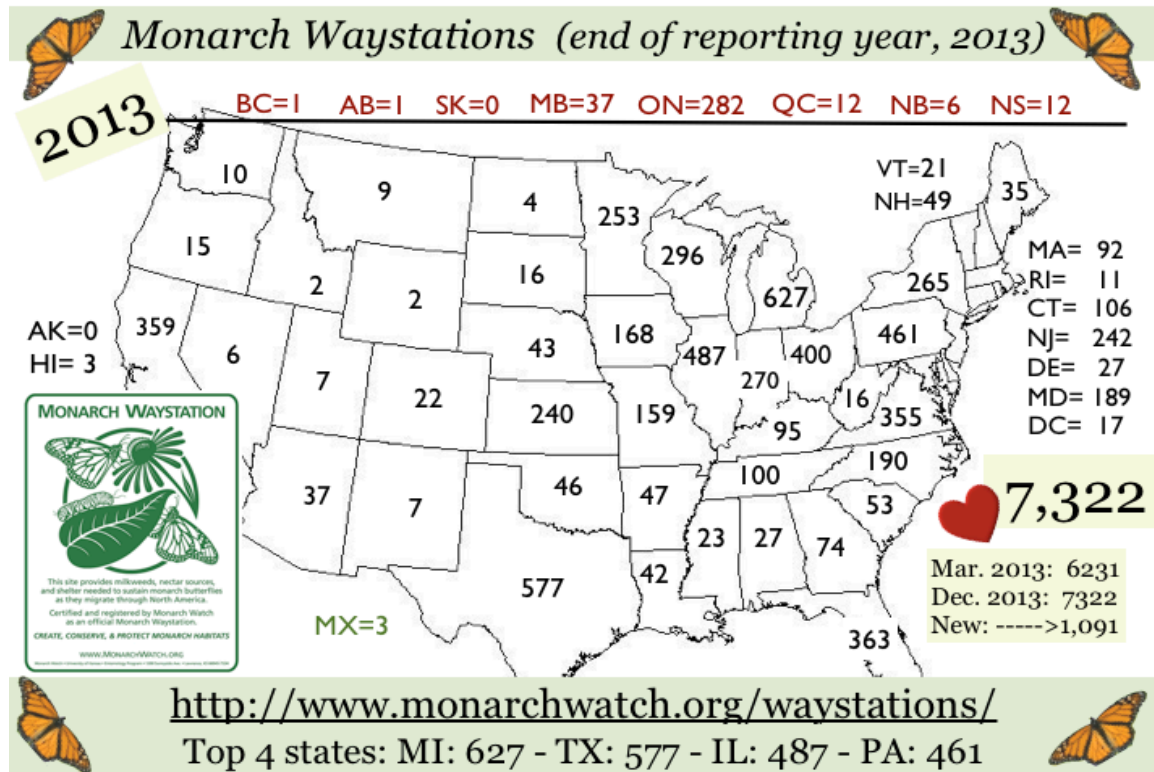 Monarch Waystations (end of reporting year, 2013)
2013
BC=1 AB=1 SK=0 MB=37 ON=282 QC=12 NB=6 NS=12
10
9
4
253
VT=21
NH=49
35
15
2
2
16
296
627
265
MA= 92
RI= 11
CT= 106
NJ= 242
DE= 27
MD= 189
DC= 17
AK=0
HI= 3
359
6
7
22
43
168
487
270
400
461
240
159
16
355
95
190
100
37
7
46
47
53
23
27
74
42
577
363
MX=3
7,322
Mar. 2013: 6231
Dec. 2013: 7322
New: ----->1,091
MONARCH WAYSTATION
This site provides milkweeds, nectar sources,
and shelter needed to sustain monarch butterflies
as they migrate through North America.
Certified and registered by Monarch Watch
as an official Monarch Waystation.
CREATE, CONSERVE, & PROTECT MONARCH HABITATS
WWW.MONARCHWATCH.ORG
http://www.monarchwatch.org/waystations/
Top 4 states: MI: 627 - TX: 577 - IL: 487 - PA: 461